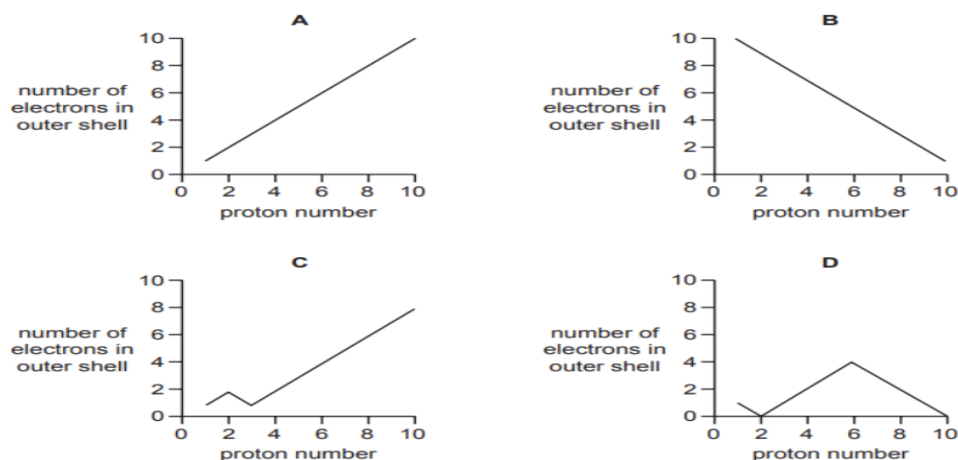 A
10
8
6
4
2
0
number of
electrons in
outer shell
0 2 4 6 8 10
proton number
B
10
8
6
4
2
0
number of
electrons in
outer shell
0 2 4 6 8 10
proton number
C
10
8
6
4
2
0
number of
electrons in
outer shell
0 2 4 6 8 10
proton number
D
10
8
6
4
2
0
number of
electrons in
outer shell
0 2 4 6 8 10
proton number